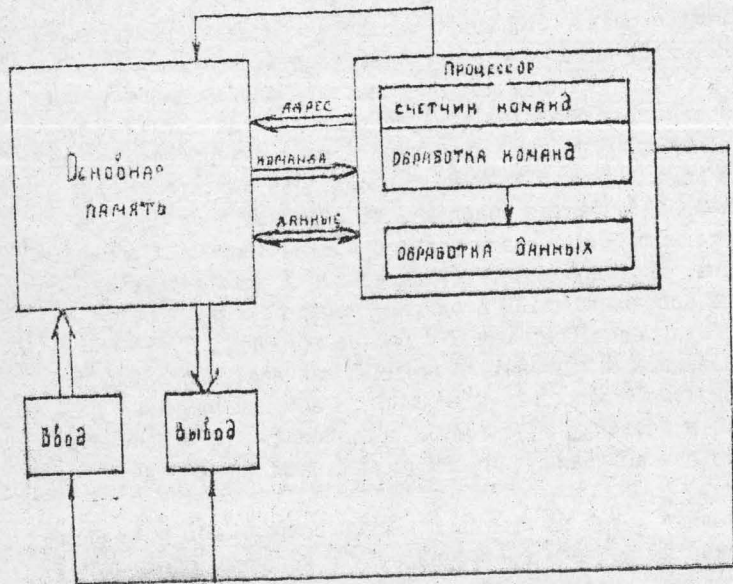 Процессор
счетчик команд
адрес
Основная
память
команда
обработка команд
данные
обработка данных
Ввод
Вывод